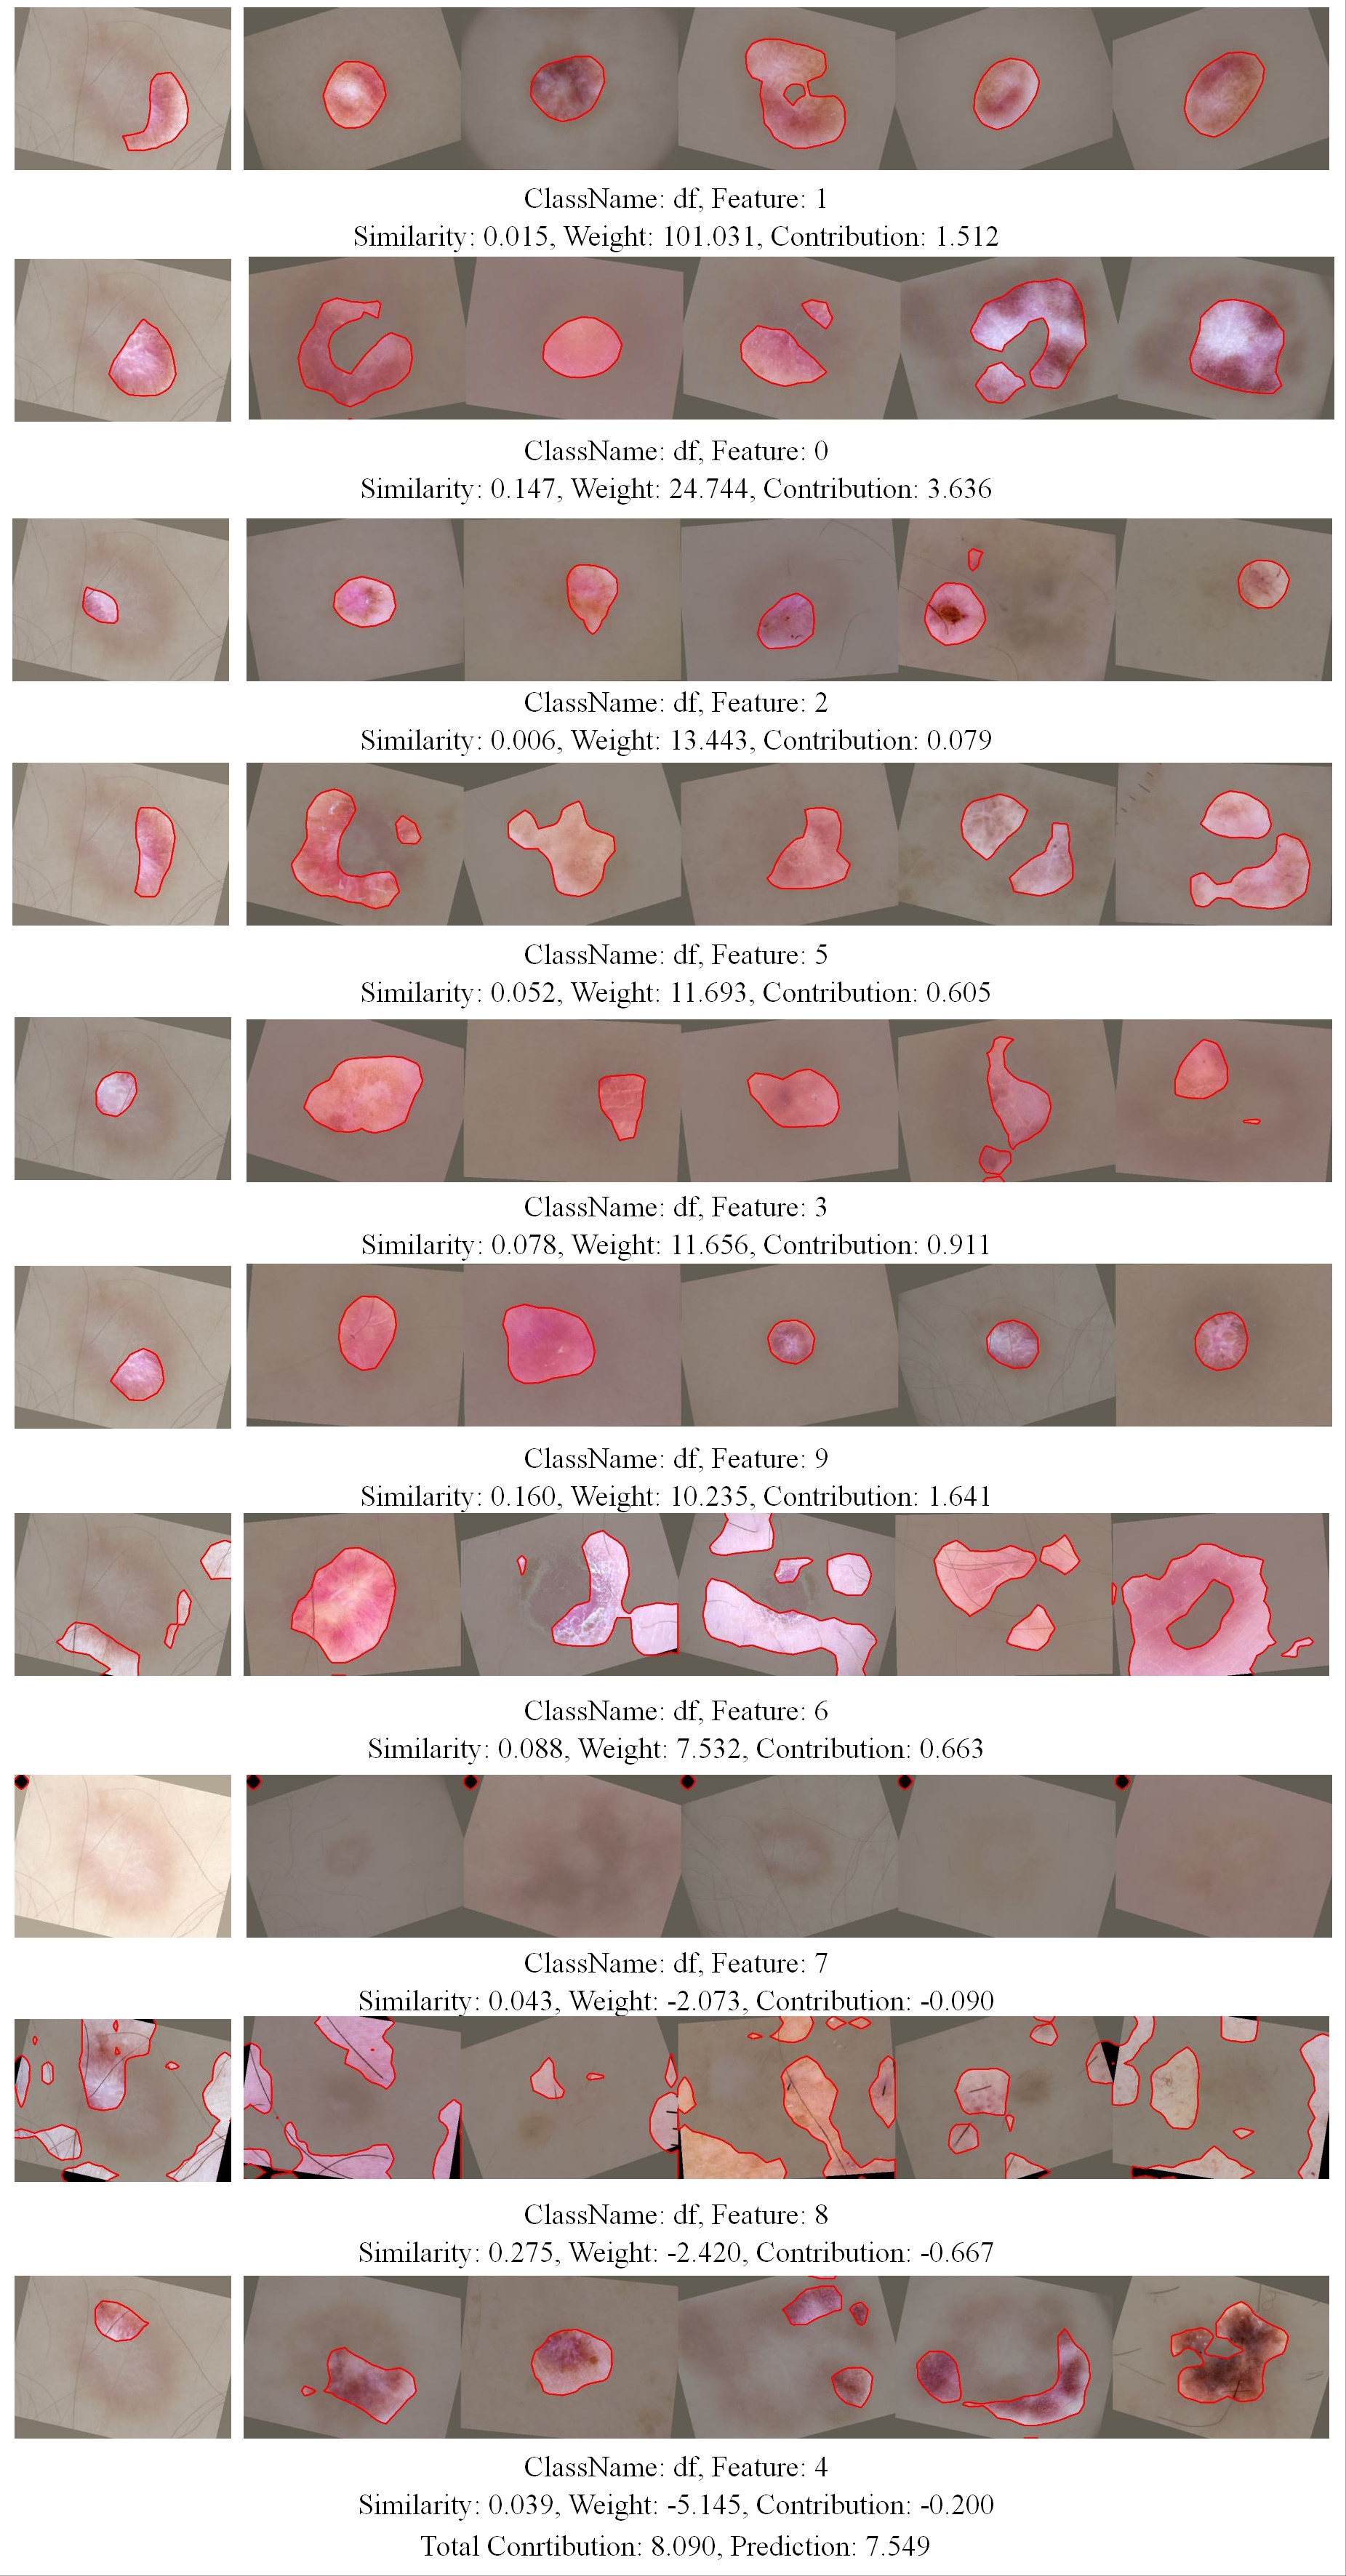 ClassName: df, Feature: 1
Similarity: 0.015, Weight: 101.031, Contribution: 1.512
ClassName: df, Feature: 0
Similarity: 0.147, Weight: 24.744, Contribution: 3.636
ClassName: df, Feature: 2
Similarity: 0.006, Weight: 13.443, Contribution: 0.079
ClassName: df, Feature: 5
Similarity: 0.052, Weight: 11.693, Contribution: 0.605
ClassName: df, Feature: 3
Similarity: 0.078, Weight: 11.656, Contribution: 0.911
ClassName: df, Feature: 9
Similarity: 0.160, Weight: 10.235, Contribution: 1.641
ClassName: df, Feature: 6
Similarity: 0.088, Weight: 7.532, Contribution: 0.663
ClassName: df, Feature: 7
Similarity: 0.043, Weight: -2.073, Contribution: -0.090
ClassName: df, Feature: 8
Similarity: 0.275, Weight: -2.420, Contribution: -0.667
ClassName: df, Feature: 4
Similarity: 0.039, Weight: -5.145, Contribution: -0.200
Total Conrtibution: 8.090, Prediction: 7.549